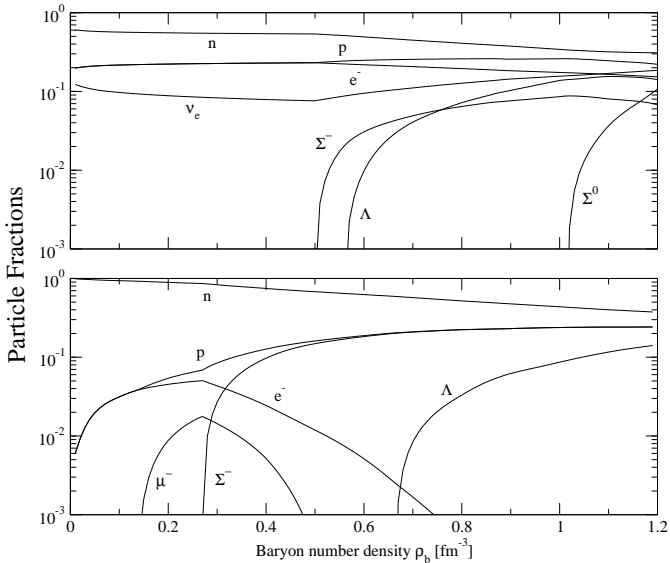 10^0
n
p
e^-
10^-1
ν_e
Σ^-
10^-2
Λ
Σ^0
10^-3
Particle Fractions
10^0
n
10^-1
p
e^-
Λ
10^-2
μ^-
Σ^-
10^-3
0 0.2 0.4 0.6 0.8 1 1.2
Baryon number density ρ_b [fm^-3]